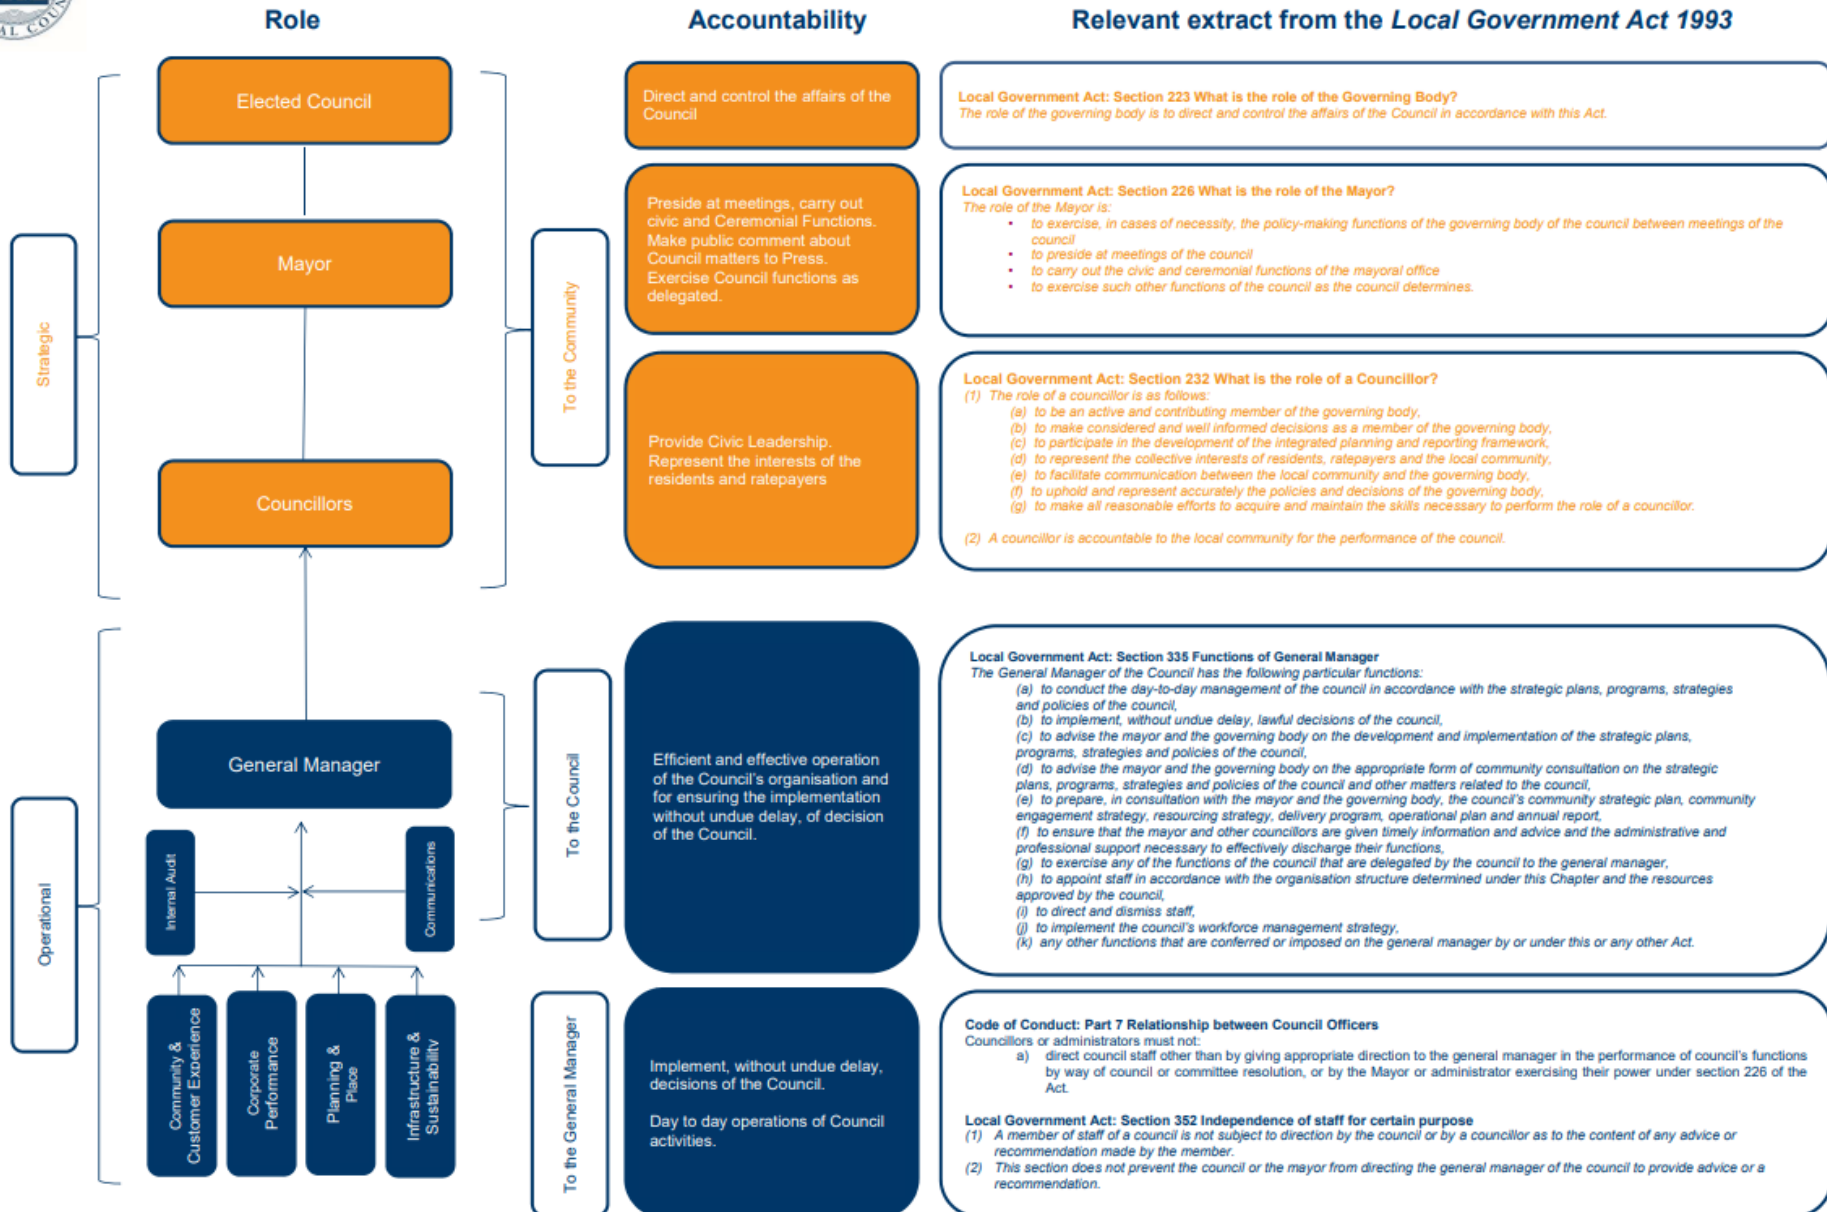 AL COUN
Role
Accountability
Relevant extract from the Local Government Act 1993
Strategic
Elected Council
Mayor
Councillors
To the Community
Direct and control the affairs of the
Council
Preside at meetings, carry out
civic and Ceremonial Functions.
Make public comment about
Council matters to Press.
Exercise Council functions as
delegated.
Provide Civic Leadership.
Represent the interests of the
residents and ratepayers
Local Government Act: Section 223 What is the role of the Governing Body?
The role of the governing body is to direct and control the affairs of the Council in accordance with this Act.
Local Government Act: Section 226 What is the role of the Mayor?
The role of the Mayor is:
• to exercise, in cases of necessity, the policy-making functions of the governing body of the council between meetings of the
council
• to preside at meetings of the council
• to carry out the civic and ceremonial functions of the mayoral office
• to exercise such other functions of the council as the council determines.
Local Government Act: Section 232 What is the role of a Councillor?
(1) The role of a councillor is as follows:
(a) to be an active and contributing member of the governing body,
(b) to make considered and well informed decisions as a member of the governing body,
(c) to participate in the development of the integrated planning and reporting framework,
(d) to represent the collective interests of residents, ratepayers and the local community,
(e) to facilitate communication between the local community and the governing body,
(f) to uphold and represent accurately the policies and decisions of the governing body,
(g) to make all reasonable efforts to acquire and maintain the skills necessary to perform the role of a councillor.
(2) A councillor is accountable to the local community for the performance of the council.
Operational
General Manager
Internal Audit
Communications
Community &
Customer Experience
Corporate
Performance
Planning &
Place
Infrastructure &
Sustainability
To the Council
To the General Manager
Efficient and effective operation
of the Council's organisation and
for ensuring the implementation
without undue delay, of decision
of the Council.
Implement, without undue delay,
decisions of the Council.
Day to day operations of Council
activities.
Local Government Act: Section 335 Functions of General Manager
The General Manager of the Council has the following particular functions:
(a) to conduct the day-to-day management of the council in accordance with the strategic plans, programs, strategies
and policies of the council,
(b) to implement, without undue delay, lawful decisions of the council,
(c) to advise the mayor and the governing body on the development and implementation of the strategic plans,
programs, strategies and policies of the council,
(d) to advise the mayor and the governing body on the appropriate form of community consultation on the strategic
plans, programs, strategies and policies of the council and other matters related to the council,
(e) to prepare, in consultation with the mayor and the governing body, the council's community strategic plan, community
engagement strategy, resourcing strategy, delivery program, operational plan and annual report,
(f) to ensure that the mayor and other councillors are given timely information and advice and the administrative and
professional support necessary to effectively discharge their functions,
(g) to exercise any of the functions of the council that are delegated by the council to the general manager,
(h) to appoint staff in accordance with the organisation structure determined under this Chapter and the resources
approved by the council,
(i) to direct and dismiss staff,
(j) to implement the council's workforce management strategy,
(k) any other functions that are conferred or imposed on the general manager by or under this or any other Act.
Code of Conduct: Part 7 Relationship between Council Officers
Councillors or administrators must not:
a) direct council staff other than by giving appropriate direction to the general manager in the performance of council's functions
by way of council or committee resolution, or by the Mayor or administrator exercising their power under section 226 of the
Act.
Local Government Act: Section 352 Independence of staff for certain purpose
(1) A member of staff of a council is not subject to direction by the council or by a councillor as to the content of any advice or
recommendation made by the member.
(2) This section does not prevent the council or the mayor from directing the general manager of the council to provide advice or a
recommendation.